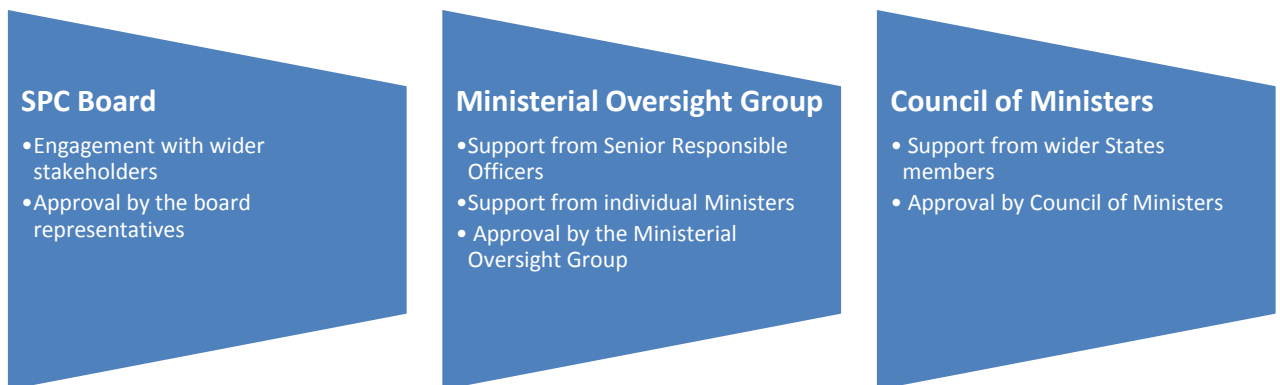 SPC Board
•Engagement with wider
stakeholders
•Approval by the board
representatives
Ministerial Oversight Group
•Support from Senior Responsible
Officers
•Support from individual Ministers
• Approval by the Ministerial
Oversight Group
Council of Ministers
• Support from wider States
members
• Approval by Council of Ministers